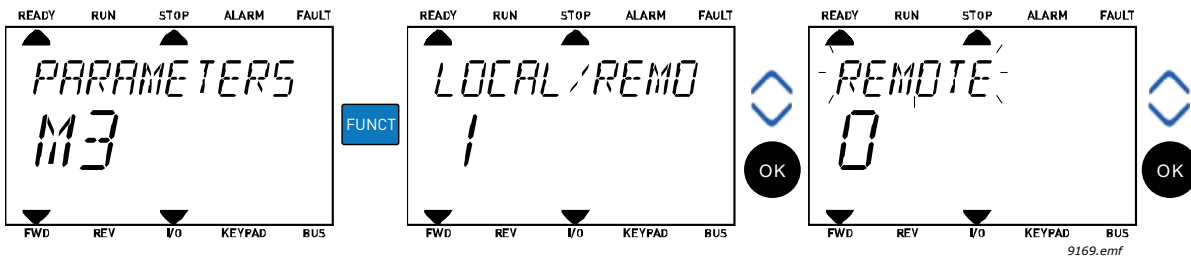 READY RUN STOP ALARM FAULT
PARAMETERS
M3
FWD REV I/O KEYPAD BUS
FUNCT
READY RUN STOP ALARM FAULT
LOCAL/REMO
1
FWD REV I/O KEYPAD BUS
OK
READY RUN STOP ALARM FAULT
REMOTE
0
FWD REV I/O KEYPAD BUS
OK
9169.emf